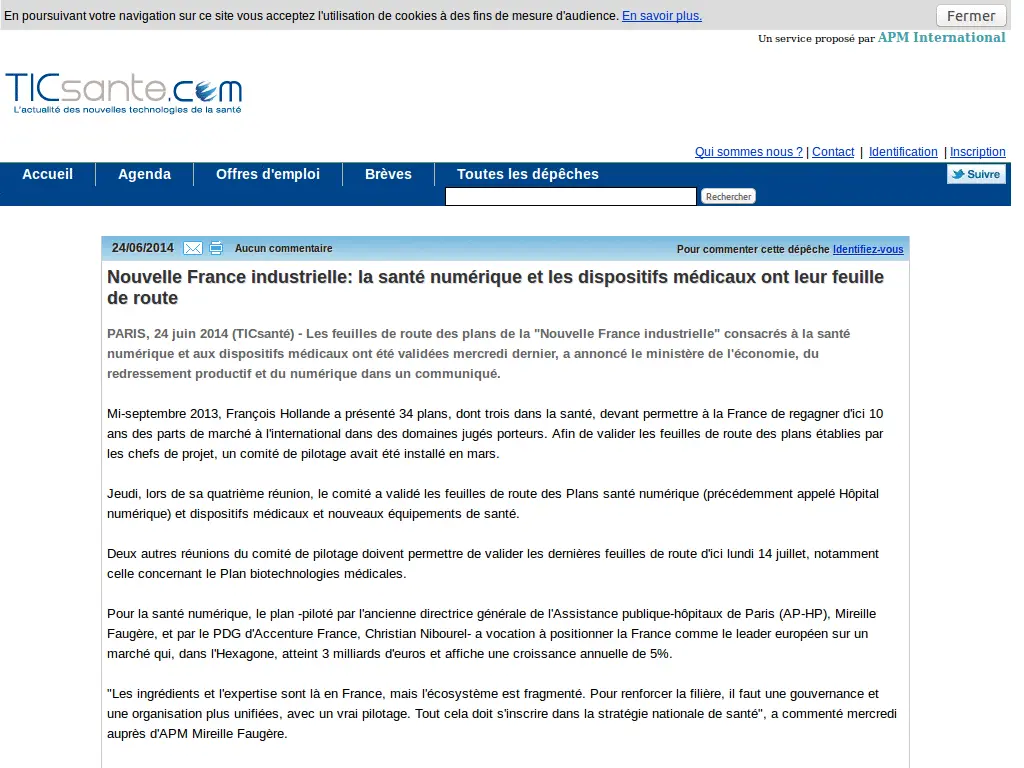 En poursuivant votre navigation sur ce site vous acceptez l'utilisation de cookies à des fins de mesure d'audience. En savoir plus.
Fermer
Un service proposé par APM International
TICsante.com
L'actualité des nouvelles technologies de la santé
Qui sommes nous ? | Contact | Identification | Inscription
Accueil
Agenda
Offres d'emploi
Brèves
Toutes les dépêches
Suivre
Rechercher
24/06/2014
Aucun commentaire
Pour commenter cette dépêche Identifiez-vous
Nouvelle France industrielle: la santé numérique et les dispositifs médicaux ont leur feuille
de route
PARIS, 24 juin 2014 (TICsanté) - Les feuilles de route des plans de la "Nouvelle France industrielle" consacrés à la santé
numérique et aux dispositifs médicaux ont été validées mercredi dernier, a annoncé le ministère de l'économie, du
redressement productif et du numérique dans un communiqué.
Mi-septembre 2013, François Hollande a présenté 34 plans, dont trois dans la santé, devant permettre à la France de regagner d'ici 10
ans des parts de marché à l'international dans des domaines jugés porteurs. Afin de valider les feuilles de route des plans établies par
les chefs de projet, un comité de pilotage avait été installé en mars.
Jeudi, lors de sa quatrième réunion, le comité a validé les feuilles de route des Plans santé numérique (précédemment appelé Hôpital
numérique) et dispositifs médicaux et nouveaux équipements de santé.
Deux autres réunions du comité de pilotage doivent permettre de valider les dernières feuilles de route d'ici lundi 14 juillet, notamment
celle concernant le Plan biotechnologies médicales.
Pour la santé numérique, le plan -piloté par l'ancienne directrice générale de l'Assistance publique-hôpitaux de Paris (AP-HP), Mireille
Faugère, et par le PDG d'Accenture France, Christian Nibourel- a vocation à positionner la France comme le leader européen sur un
marché qui, dans l'Hexagone, atteint 3 milliards d'euros et affiche une croissance annuelle de 5%.
"Les ingrédients et l'expertise sont là en France, mais l'écosystème est fragmenté. Pour renforcer la filière, il faut une gouvernance et
une organisation plus unifiées, avec un vrai pilotage. Tout cela doit s'inscrire dans la stratégie nationale de santé", a commenté mercredi
auprès d'APM Mireille Faugère.